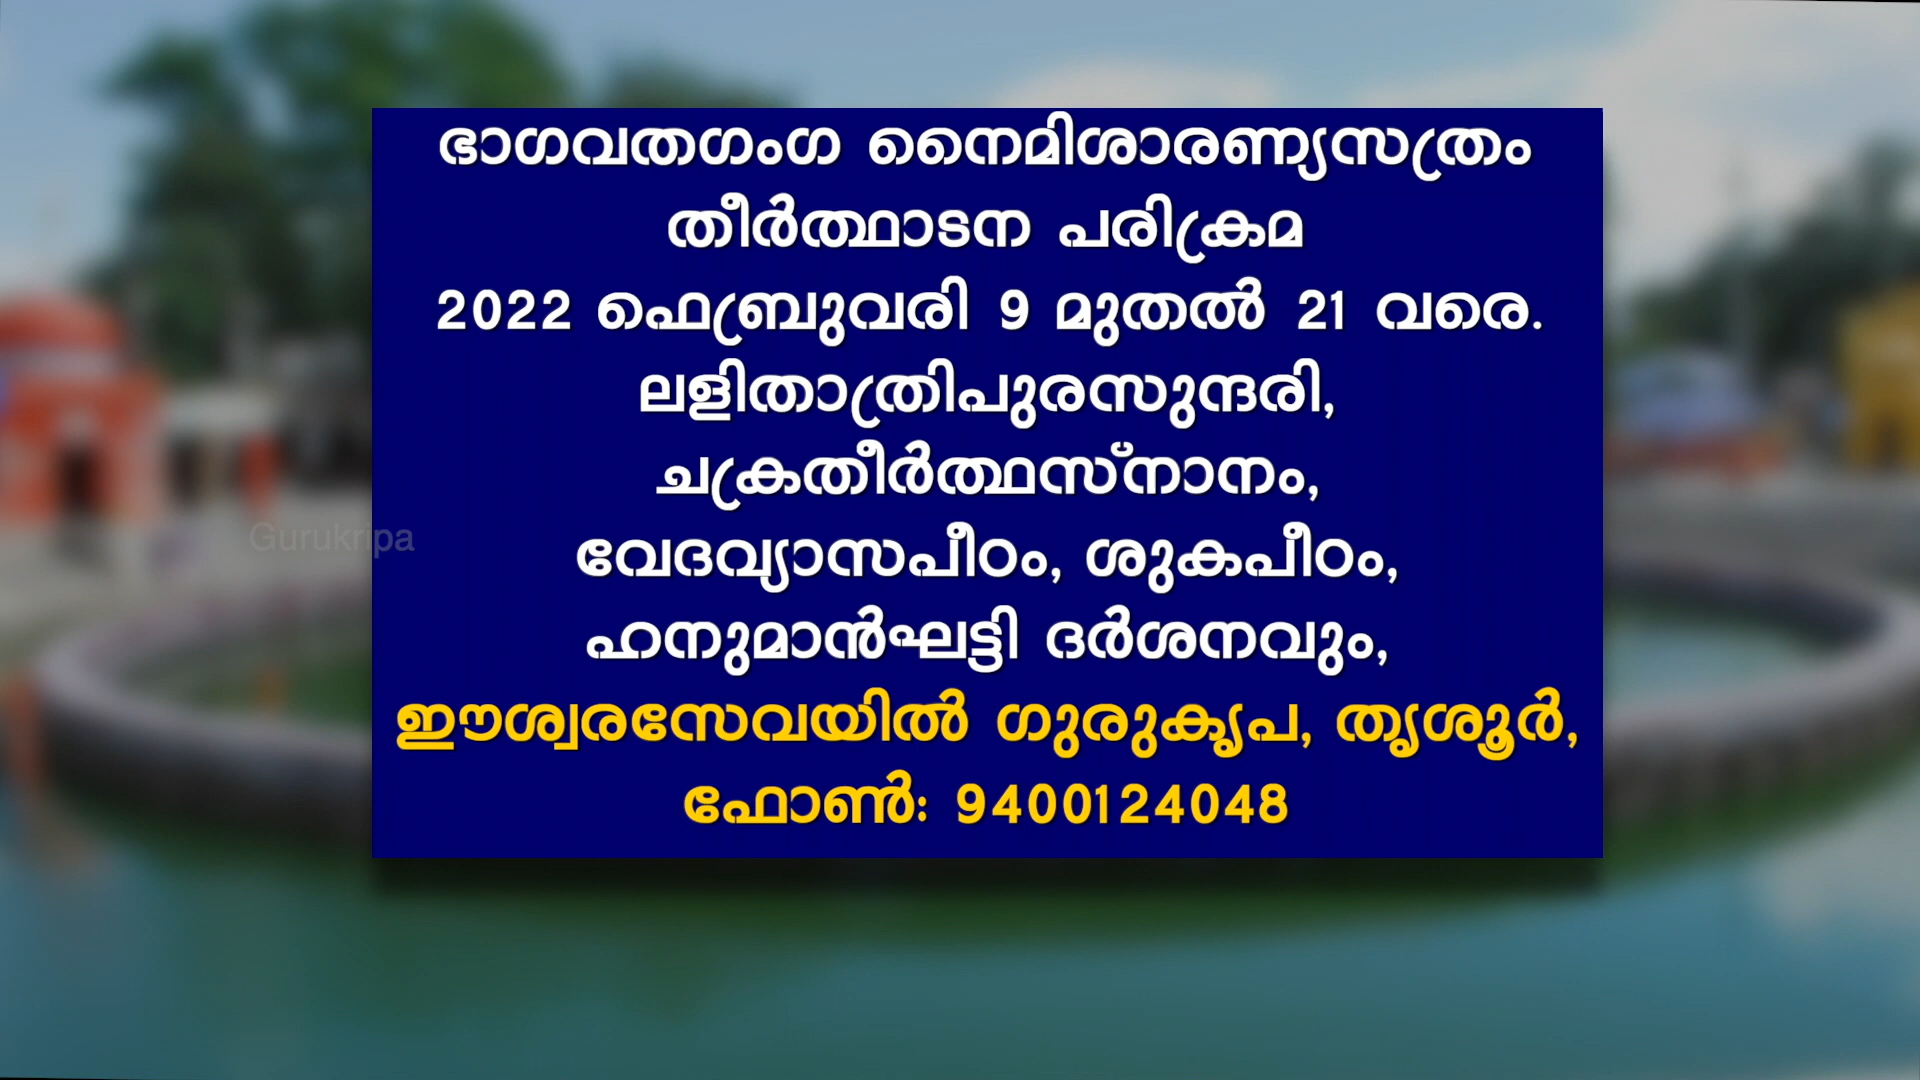 ഭാഗവതഗംഗ നൈമിശാരണ്യസത്രം
തീർത്ഥാടന പരിക്രമ
2022 ഫെബ്രുവരി 9 മുതൽ 21 വരെ.
ലളിതാത്രിപുരസുന്ദരി,
ചക്രതീർത്ഥസ്നാനം,
Gurukripa
വേദവ്യാസപീഠം, ശുകപീഠം,
ഹനുമാൻഘട്ടി ദർശനവും,
ഈശ്വരസേവയിൽ ഗുരുകൃപ, തൃശൂർ,
ഫോൺ: 9400124048